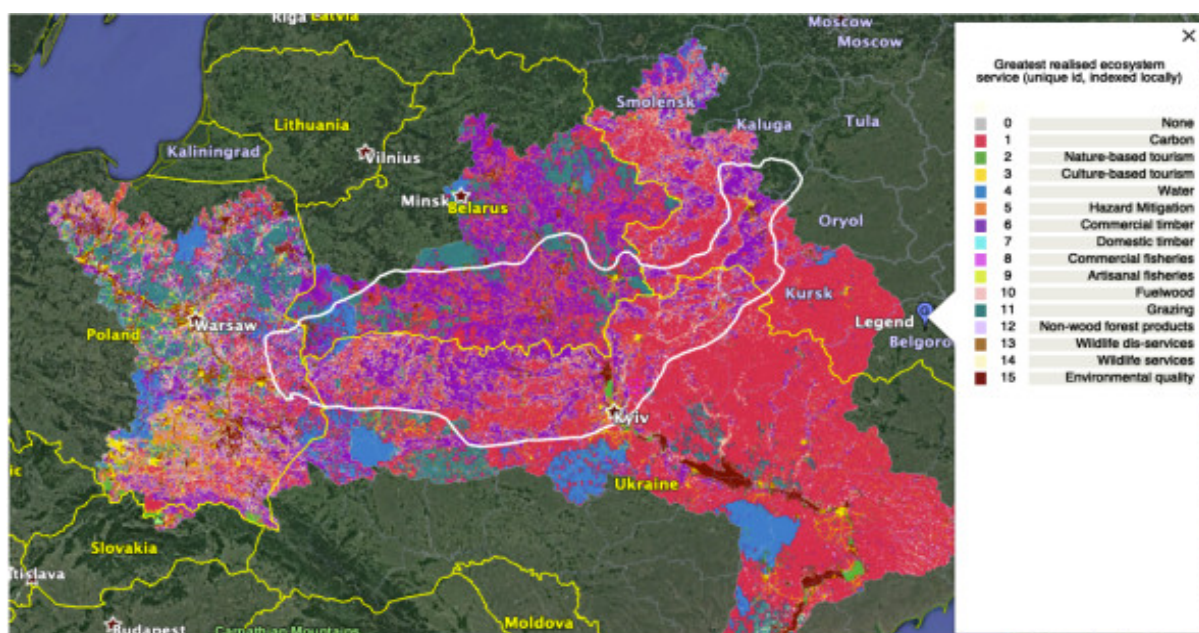 Riga
Latvia
Moscow
Moscow
Smolensk
Kaluga
Tula
Lithuania
Kaliningrad
Vilnius
Minsk
Belarus
Oryol
Kursk
Poland
Warsaw
Legend
Belgoro
Kyiv
Ukraine
ic
Slovakia
tislava
Moldova
Budapest
Carpathian Mountains
Greatest realised ecosystem
service (unique id, indexed locally)
0 None
1 Carbon
2 Nature-based tourism
3 Culture-based tourism
4 Water
5 Hazard Mitigation
6 Commercial timber
7 Domestic timber
8 Commercial fisheries
9 Artisanal fisheries
10 Fuelwood
11 Grazing
12 Non-wood forest products
13 Wildlife dis-services
14 Wildlife services
15 Environmental quality